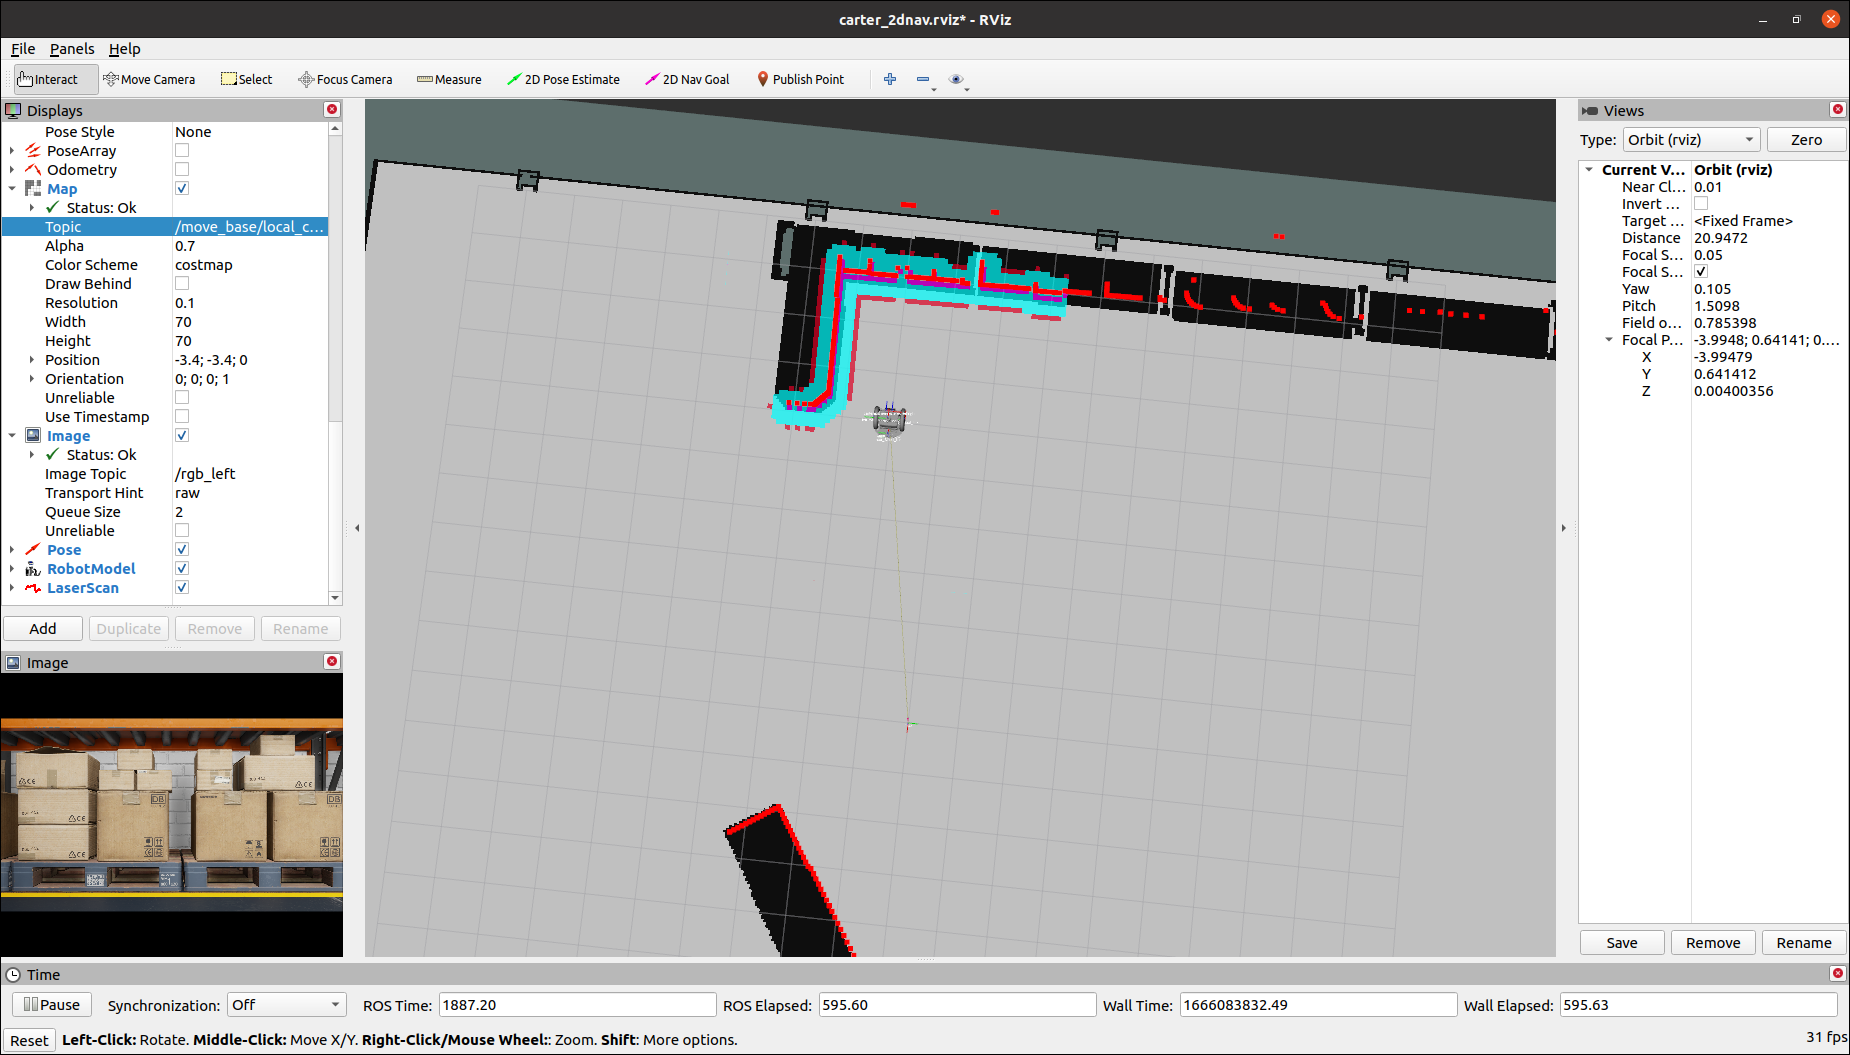 carter_2dnav.rviz* - RViz
File Panels Help
Interact Move Camera Select Focus Camera Measure 2D Pose Estimate 2D Nav Goal Publish Point
Displays
Pose Style None
PoseArray
Odometry
Map
Status: Ok
Topic /move_base/local_c...
Alpha 0.7
Color Scheme costmap
Draw Behind
Resolution 0.1
Width 70
Height 70
Position -3.4; -3.4; 0
Orientation 0; 0; 0; 1
Unreliable
Use Timestamp
Image
Status: Ok
Image Topic /rgb_left
Transport Hint raw
Queue Size 2
Unreliable
Pose
RobotModel
LaserScan
Add Duplicate Remove Rename
Image
Views
Type: Orbit (rviz) Zero
Current V... Orbit (rviz)
Near Cl... 0.01
Invert ...
Target ... <Fixed Frame>
Distance 20.9472
Focal S... 0.05
Focal S...
Yaw 0.105
Pitch 1.5098
Field o... 0.785398
Focal P... -3.9948; 0.64141; 0....
X -3.99479
Y 0.641412
Z 0.00400356
Save Remove Rename
Time
Pause Synchronization: Off ROS Time: 1887.20 ROS Elapsed: 595.60 Wall Time: 1666083832.49 Wall Elapsed: 595.63
Reset Left-Click: Rotate. Middle-Click: Move X/Y. Right-Click/Mouse Wheel:: Zoom. Shift: More options. 31 fps